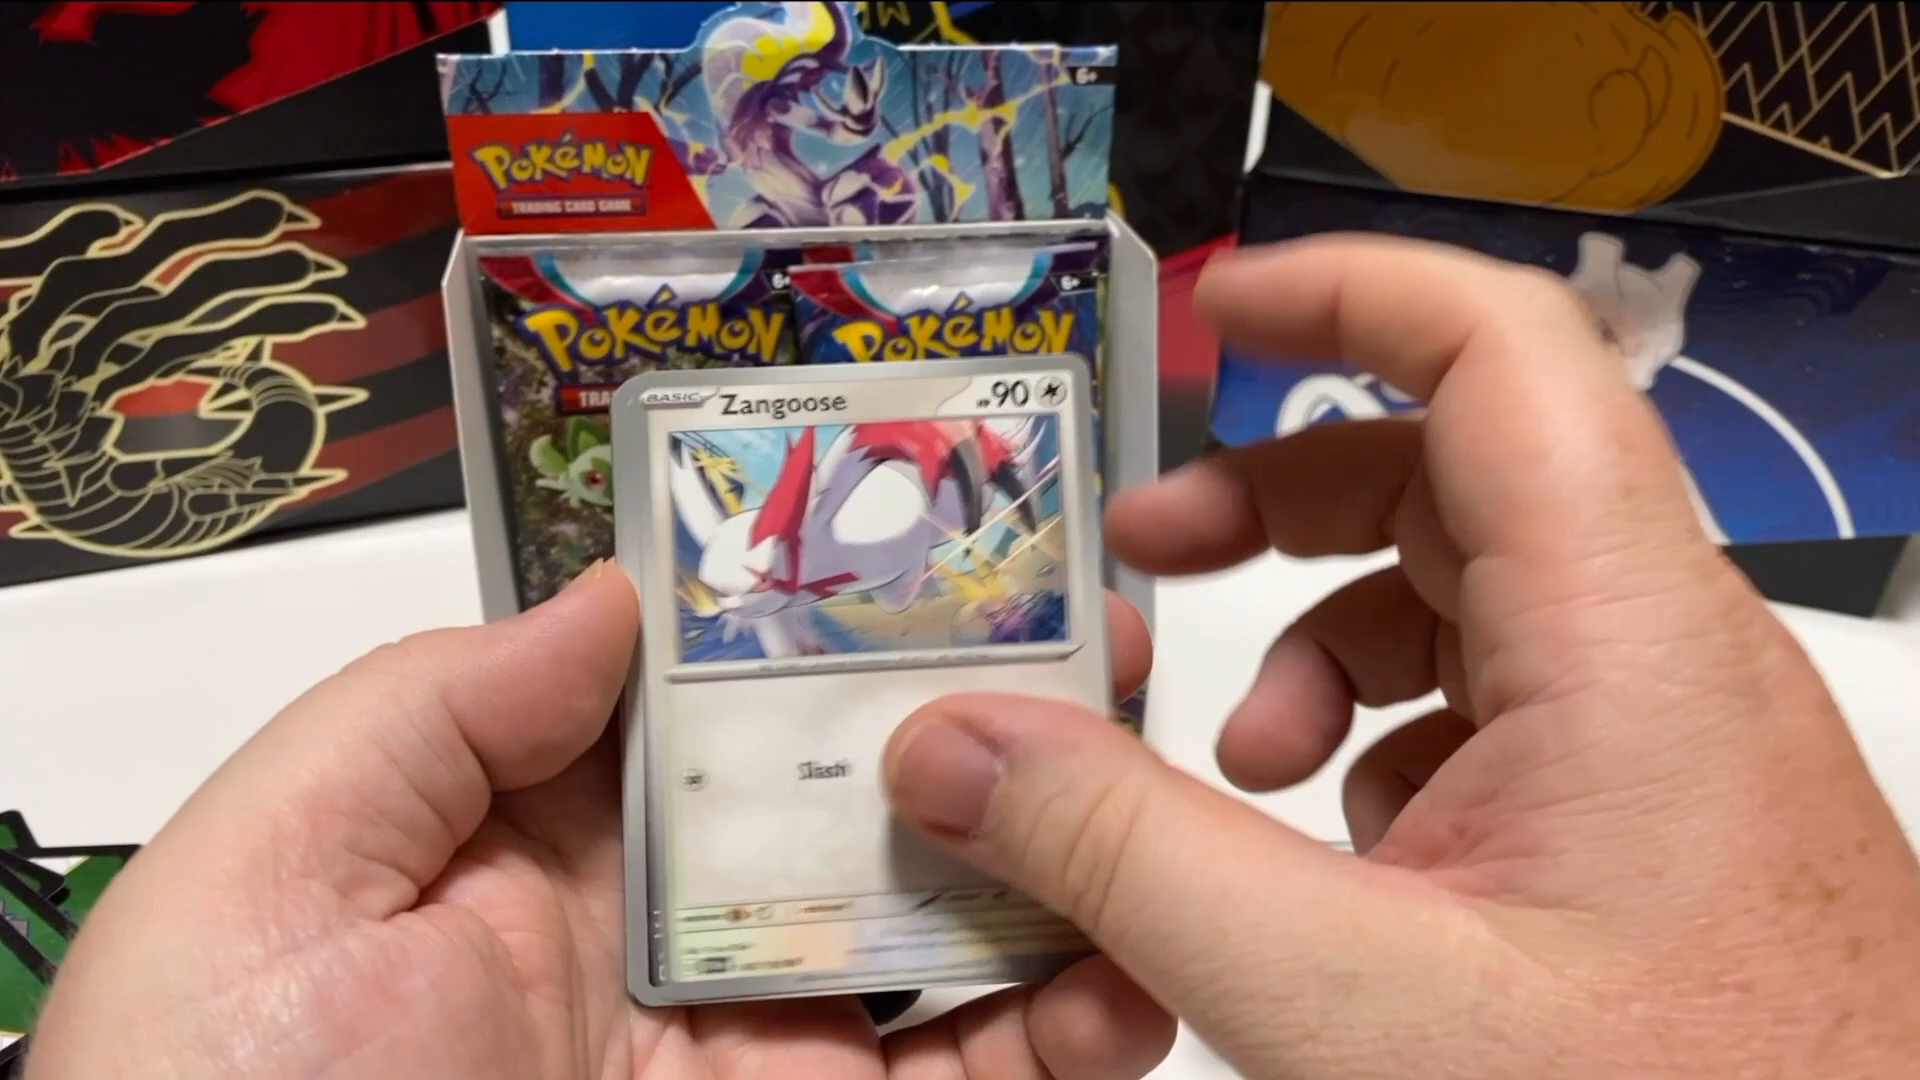 6+
POKéMON
TRADING CARD GAME
6+
6+
POKéMON
POKéMON
TRA
BASIC Zangoose HP 90
Slash